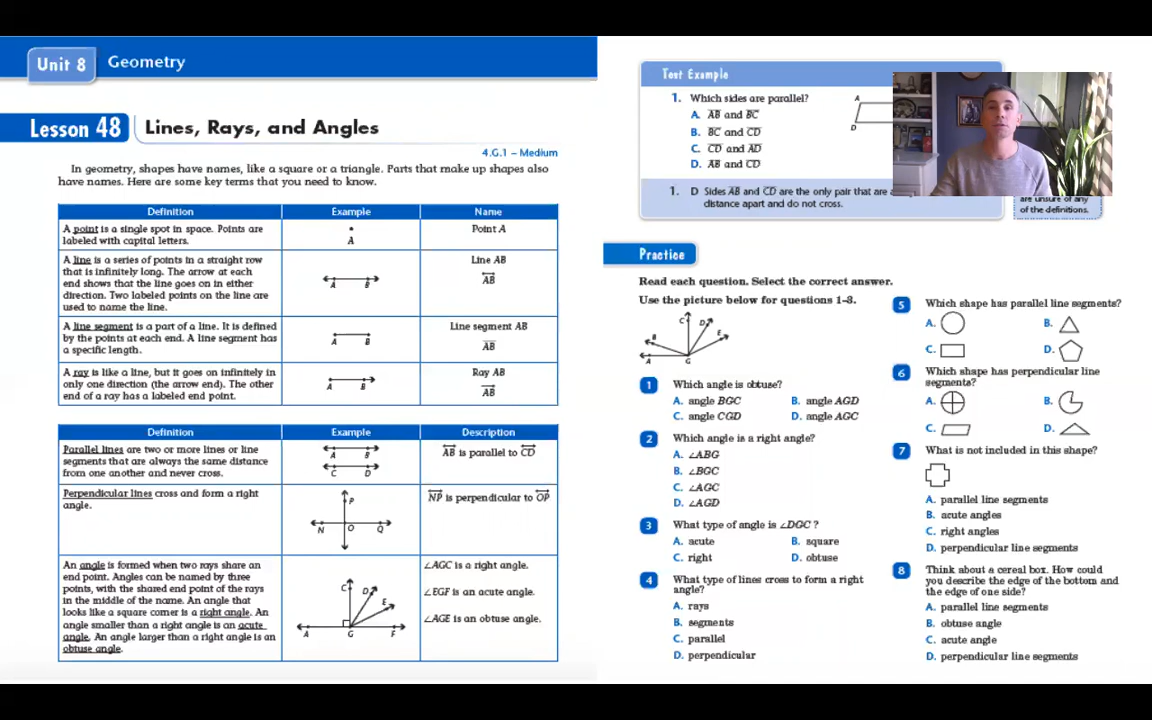 Unit 8
Geometry
Lesson 48
Lines, Rays, and Angles
4.G.1 – Medium
In geometry, shapes have names, like a square or a triangle. Parts that make up shapes also
have names. Here are some key terms that you need to know.
Definition Example Name
A point is a single spot in space. Points are
labeled with capital letters.
A
Point A
A line is a series of points in a straight row
that is infinitely long. The arrow at each
end shows that the line goes on in either
direction. Two labeled points on the line are
used to name the line.
A B
Line AB
AB
A line segment is a part of a line. It is defined
by the points at each end. A line segment has
a specific length.
A B
Line segment AB
AB
A ray is like a line, but it goes on infinitely in
only one direction (the arrow end). The other
end of a ray has a labeled end point.
A B
Ray AB
AB
Definition Example Description
Parallel lines are two or more lines or line
segments that are always the same distance
from one another and never cross.
A B
C D
AB is parallel to CD
Perpendicular lines cross and form a right
angle.
P
N O Q
NP is perpendicular to OP
An angle is formed when two rays share an
end point. Angles can be named by three
points, with the shared end point of the rays
in the middle of the name. An angle that
looks like a square corner is a right angle. An
angle smaller than a right angle is an acute
angle. An angle larger than a right angle is an
obtuse angle.
C D
E
A G F
∠AGC is a right angle.
∠EGF is an acute angle.
∠AGE is an obtuse angle.
Test Example
1. Which sides are parallel?
A. AB and BC
B. BC and CD
C. CD and AD
D. AB and CD
A
D
1. D Sides AB and CD are the only pair that are a
distance apart and do not cross.
are unsure of any
of the definitions.
Practice
Read each question. Select the correct answer.
Use the picture below for questions 1–3.
C D
E
B
A G
1 Which angle is obtuse?
A. angle BGC B. angle AGD
C. angle CGD D. angle AGC
2 Which angle is a right angle?
A. ∠ABG
B. ∠BGC
C. ∠AGC
D. ∠AGD
3 What type of angle is ∠DGC?
A. acute B. square
C. right D. obtuse
4 What type of lines cross to form a right
angle?
A. rays
B. segments
C. parallel
D. perpendicular
5 Which shape has parallel line segments?
A. B.
C. D.
6 Which shape has perpendicular line
segments?
A. B.
C. D.
7 What is not included in this shape?
A. parallel line segments
B. acute angles
C. right angles
D. perpendicular line segments
8 Think about a cereal box. How could
you describe the edge of the bottom and
the edge of one side?
A. parallel line segments
B. obtuse angle
C. acute angle
D. perpendicular line segments